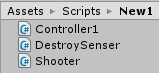 Assets ▸ Scripts ▸ New1
Controller1
DestroySenser
Shooter